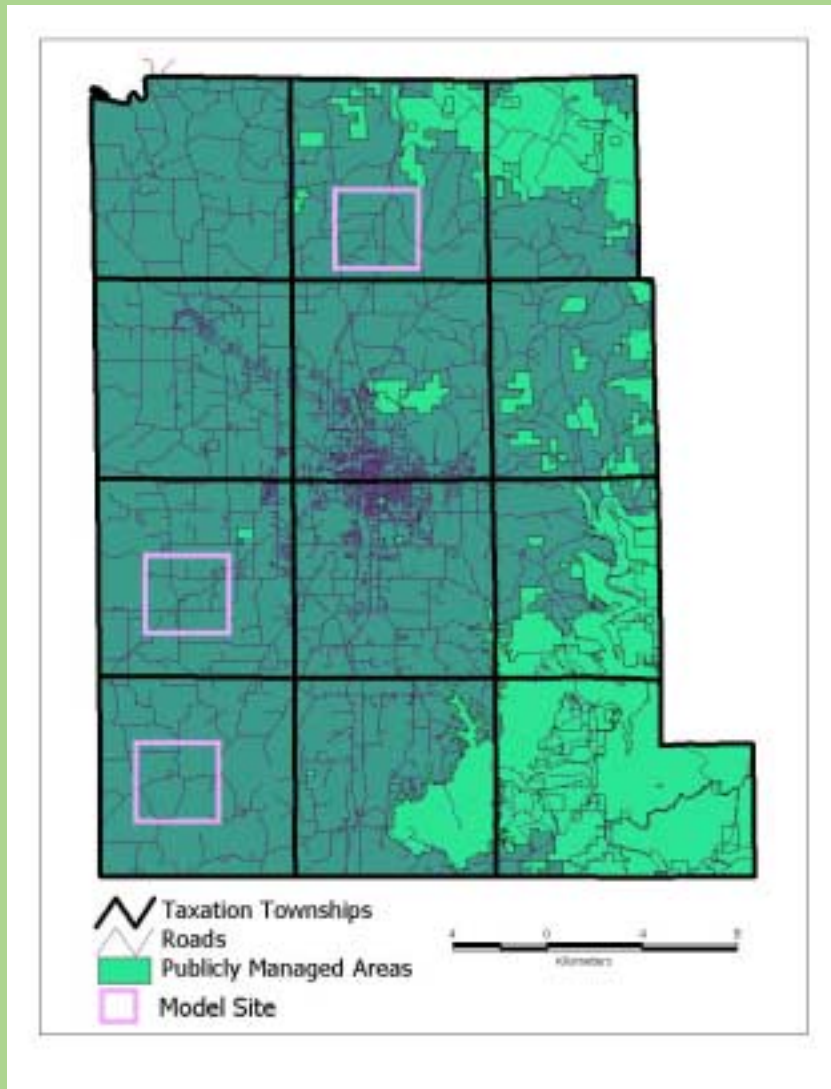 Taxation Townships
Roads
Publicly Managed Areas
Model Site
4 0 4 8
Kilometers